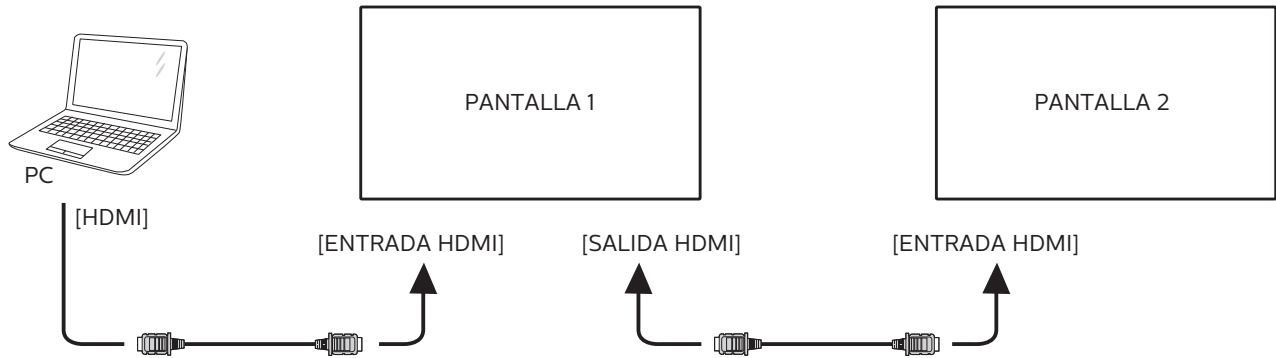 PANTALLA 1
PANTALLA 2
PC
[HDMI]
[ENTRADA HDMI]
[SALIDA HDMI]
[ENTRADA HDMI]